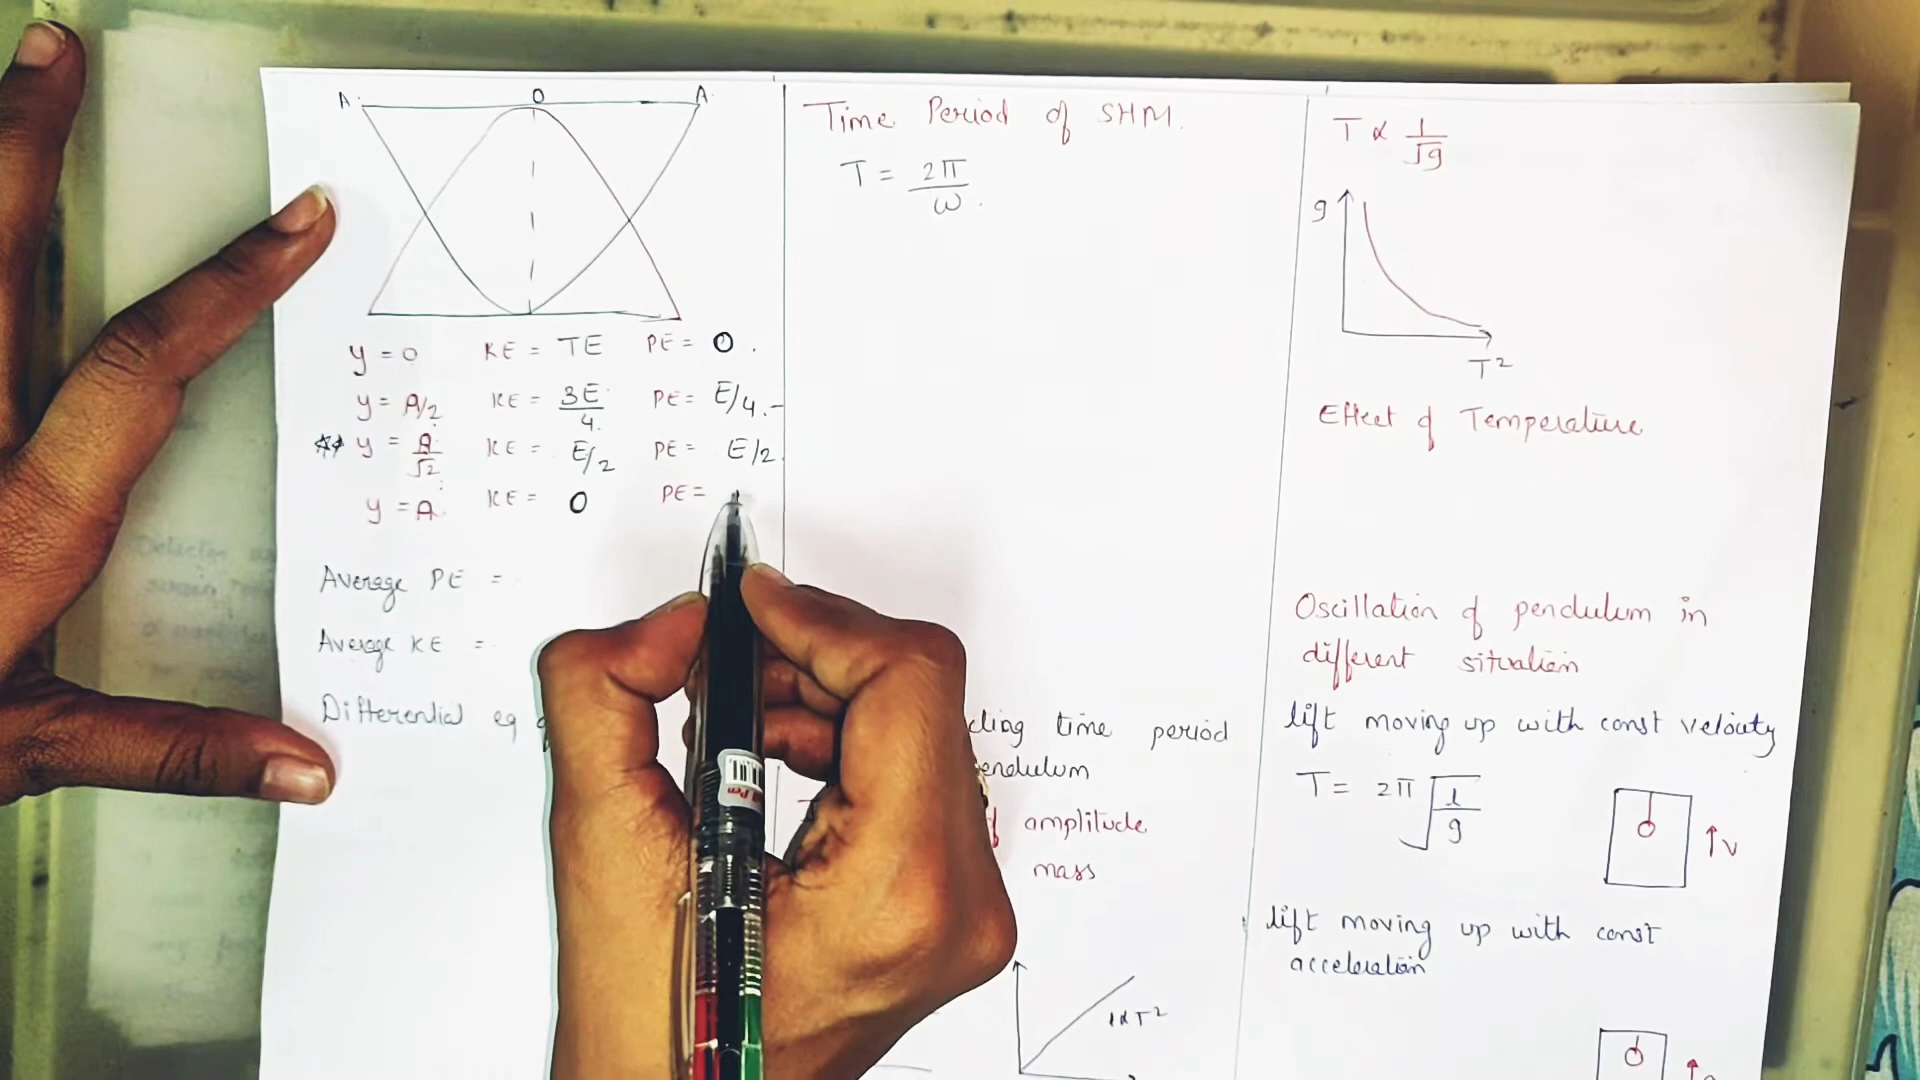 A O A
y = 0 KE = TE PE = 0.
y = A/2 KE = 3E/4. PE = E/4.-
y = A/√2 KE = E/2 PE = E/2.
y = A. KE = 0 PE =
Average PE =
Average KE =
Differential eq
Time Period of SHM.
T = 2π/ω.
time period
amplitude
mass
lαT²
T α 1/√g
g
T²
Effect of Temperature
Oscillation of pendulum in
different situation
lift moving up with const velouty
T = 2π √l/g
↑v
lift moving up with const
acceleration